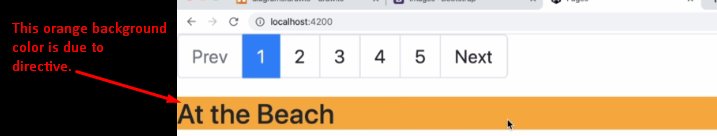 This orange background
color is due to
directive.
localhost:4200
Prev 1 2 3 4 5 Next
At the Beach